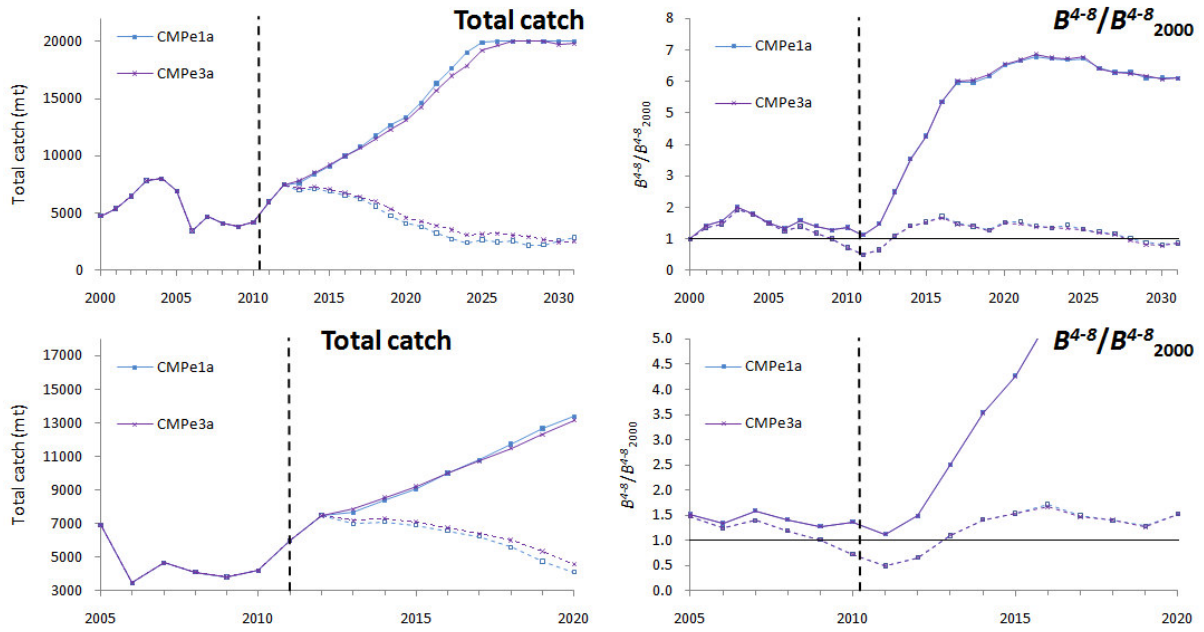 Total catch
CMPe1a
CMPe3a
Total catch (mt)
20000
15000
10000
5000
0
2000 2005 2010 2015 2020 2025 2030
B4-8/B4-82000
CMPe1a
CMPe3a
B4-8/B4-82000
8
7
6
5
4
3
2
1
0
2000 2005 2010 2015 2020 2025 2030
Total catch
CMPe1a
CMPe3a
Total catch (mt)
17000
15000
13000
11000
9000
7000
5000
3000
2005 2010 2015 2020
B4-8/B4-82000
CMPe1a
CMPe3a
B4-8/B4-82000
5.0
4.5
4.0
3.5
3.0
2.5
2.0
1.5
1.0
0.5
0.0
2005 2010 2015 2020